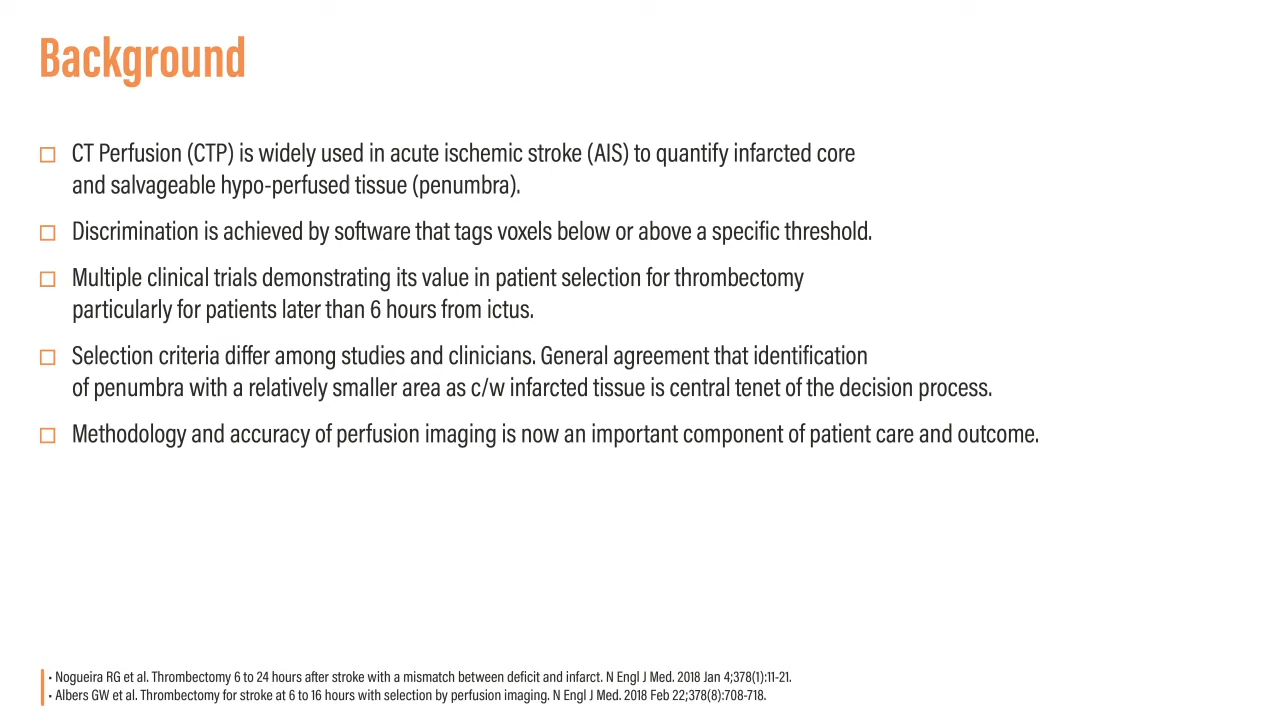 Background
CT Perfusion (CTP) is widely used in acute ischemic stroke (AIS) to quantify infarcted core
and salvageable hypo-perfused tissue (penumbra).
Discrimination is achieved by software that tags voxels below or above a specific threshold.
Multiple clinical trials demonstrating its value in patient selection for thrombectomy
particularly for patients later than 6 hours from ictus.
Selection criteria differ among studies and clinicians. General agreement that identification
of penumbra with a relatively smaller area as c/w infarcted tissue is central tenet of the decision process.
Methodology and accuracy of perfusion imaging is now an important component of patient care and outcome.
• Nogueira RG et al. Thrombectomy 6 to 24 hours after stroke with a mismatch between deficit and infarct. N Engl J Med. 2018 Jan 4;378(1):11-21.
• Albers GW et al. Thrombectomy for stroke at 6 to 16 hours with selection by perfusion imaging. N Engl J Med. 2018 Feb 22;378(8):708-718.